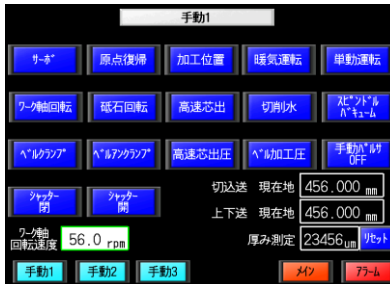 手動1
ｻｰﾎﾞ 原点復帰 加工位置 暖気運転 単動運転
ﾜｰｸ軸回転 砥石回転 高速芯出 切削水 ｽﾋﾟﾝﾄﾞﾙ
ﾊﾞｷｭｰﾑ
ﾍﾞﾙｸﾗﾝﾌﾟ ﾍﾞﾙｱﾝｸﾗﾝﾌﾟ 高速芯出圧 ﾍﾞﾙ加工圧 手動ﾊﾟﾙｻ
OFF
ｼｬｯﾀｰ
閉
ｼｬｯﾀｰ
開
切込送 現在地 456.000 mm
上下送 現在地 456.000 mm
ﾜｰｸ軸
回転速度 56.0 rpm
厚み測定 23456um ﾘｾｯﾄ
手動1 手動2 手動3 ﾒｲﾝ ｱﾗｰﾑ